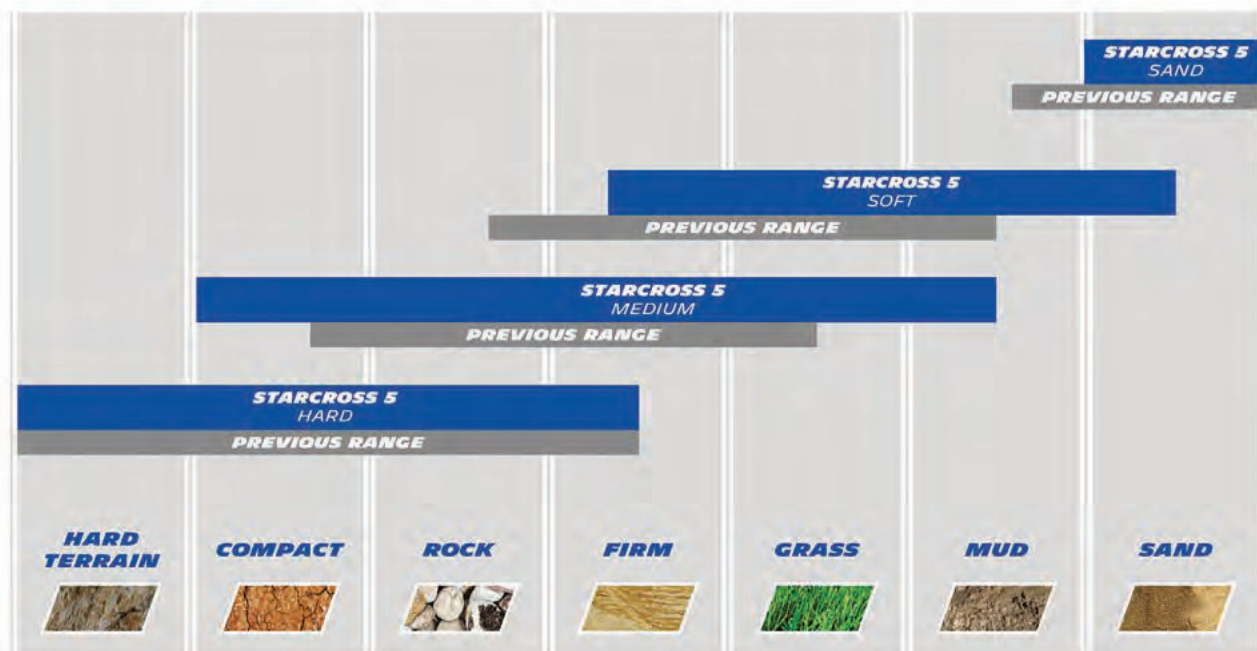 STARCROSS 5
SAND
PREVIOUS RANGE
STARCROSS 5
SOFT
PREVIOUS RANGE
STARCROSS 5
MEDIUM
PREVIOUS RANGE
STARCROSS 5
HARD
PREVIOUS RANGE
HARD
TERRAIN
COMPACT
ROCK
FIRM
GRASS
MUD
SAND